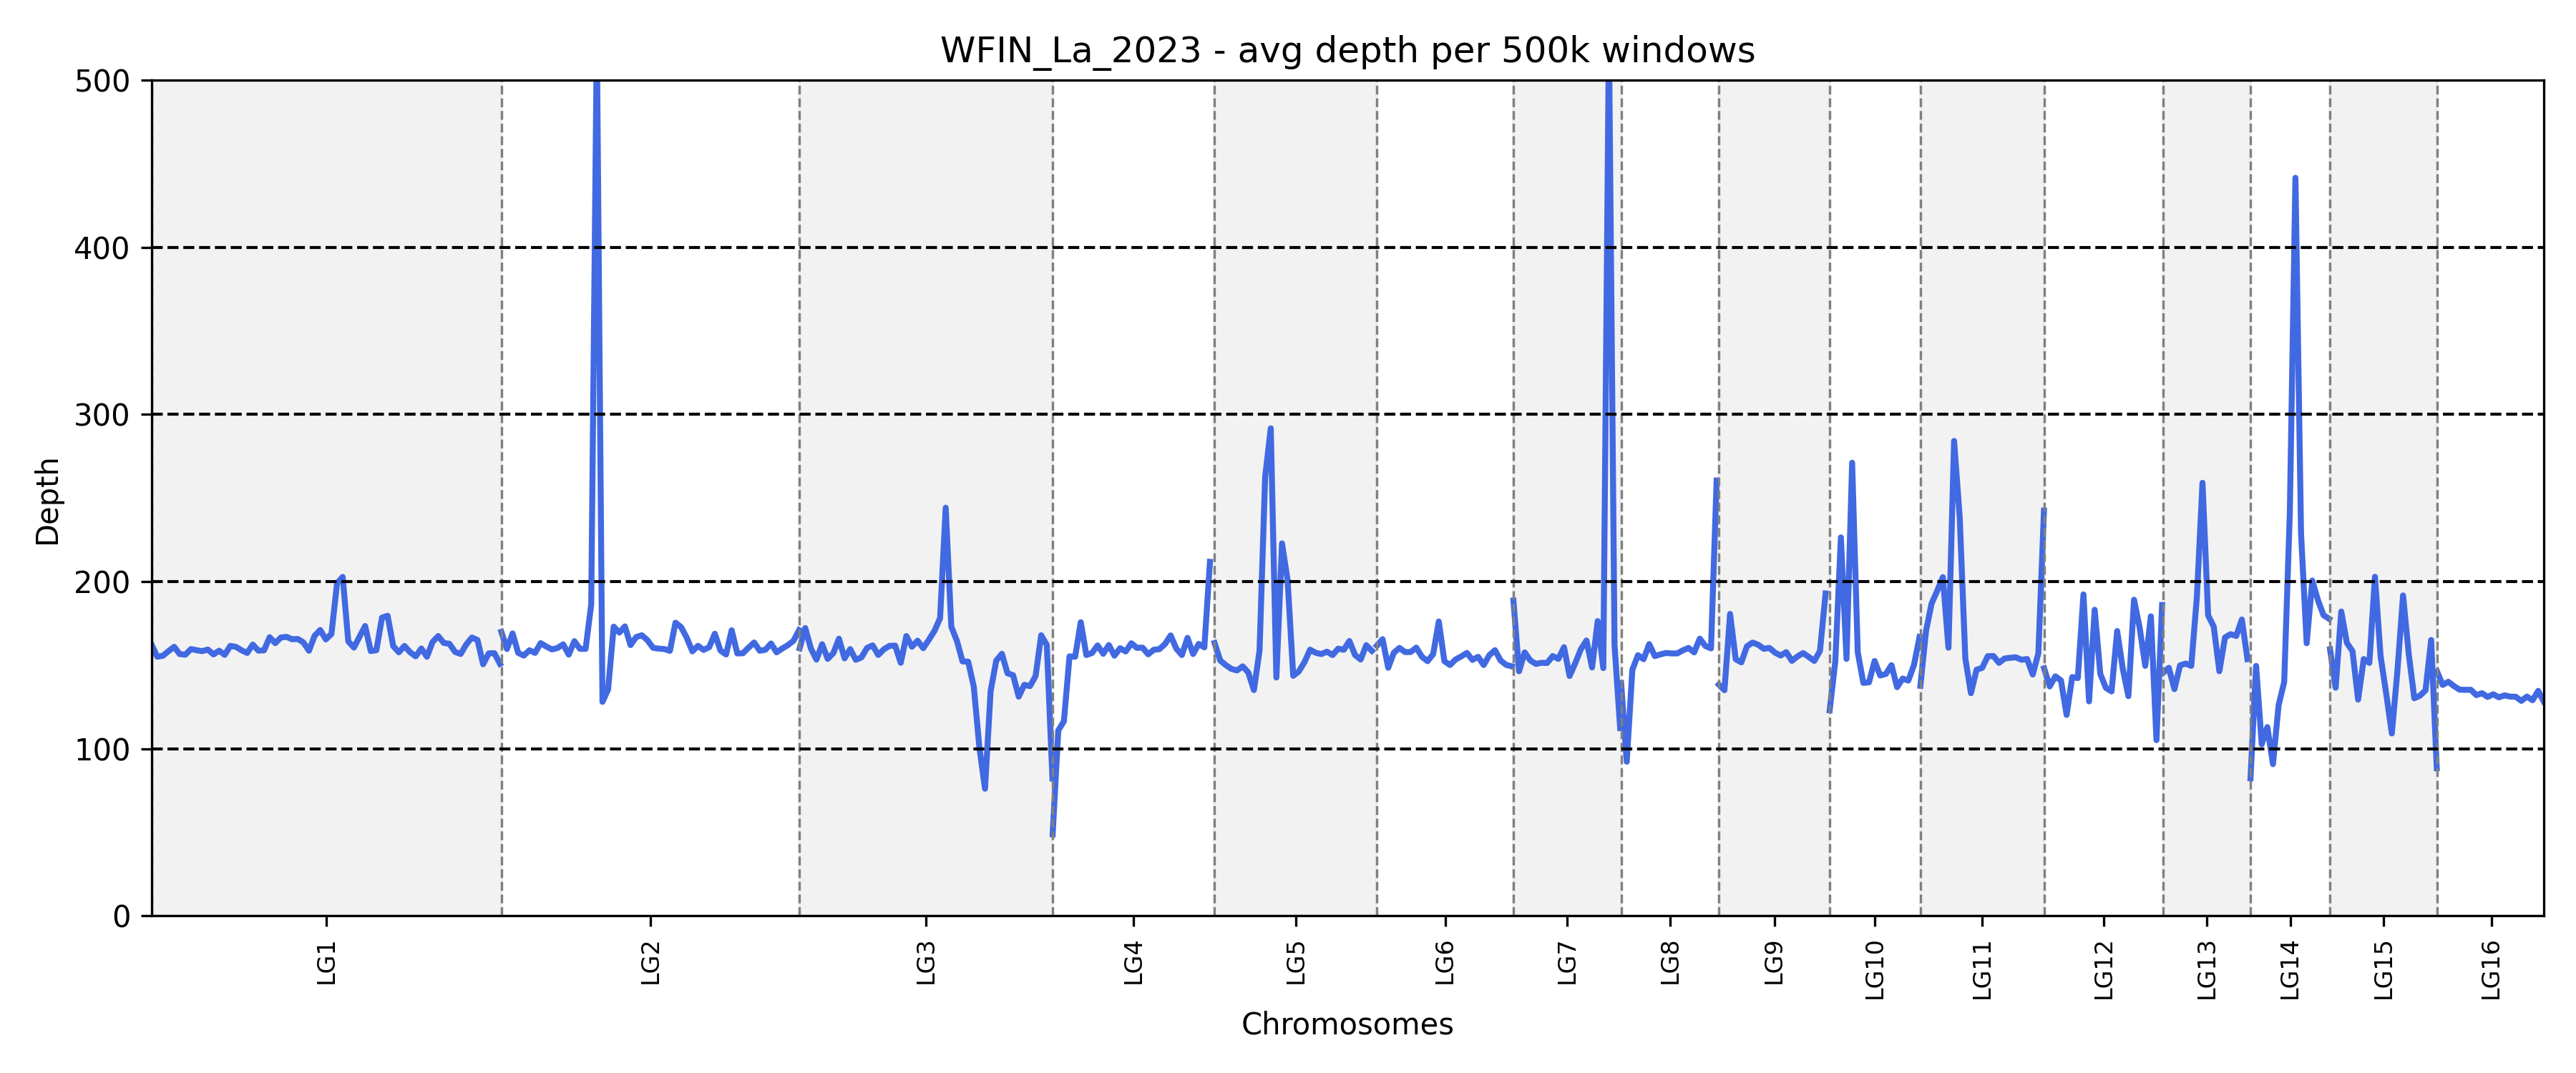 WFIN_La_2023 - avg depth per 500k windows
500
400
300
200
100
0
Depth
LG1
LG2
LG3
LG4
LG5
LG6
LG7
LG8
LG9
LG10
LG11
LG12
LG13
LG14
LG15
LG16
Chromosomes